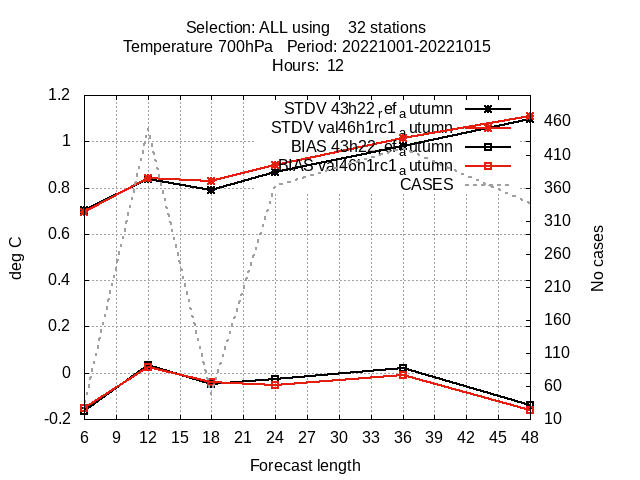 Selection: ALL using 32 stations
Temperature 700hPa Period: 20221001-20221015
Hours: 12
STDV 43h22_ref_autumn
STDV val46h1rc1_autumn
BIAS 43h22_ref_autumn
BIAS val46h1rc1_autumn
CASES
deg C
1.2
1
0.8
0.6
0.4
0.2
0
-0.2
460
410
360
310
260
210
160
110
60
10
No cases
6 9 12 15 18 21 24 27 30 33 36 39 42 45 48
Forecast length